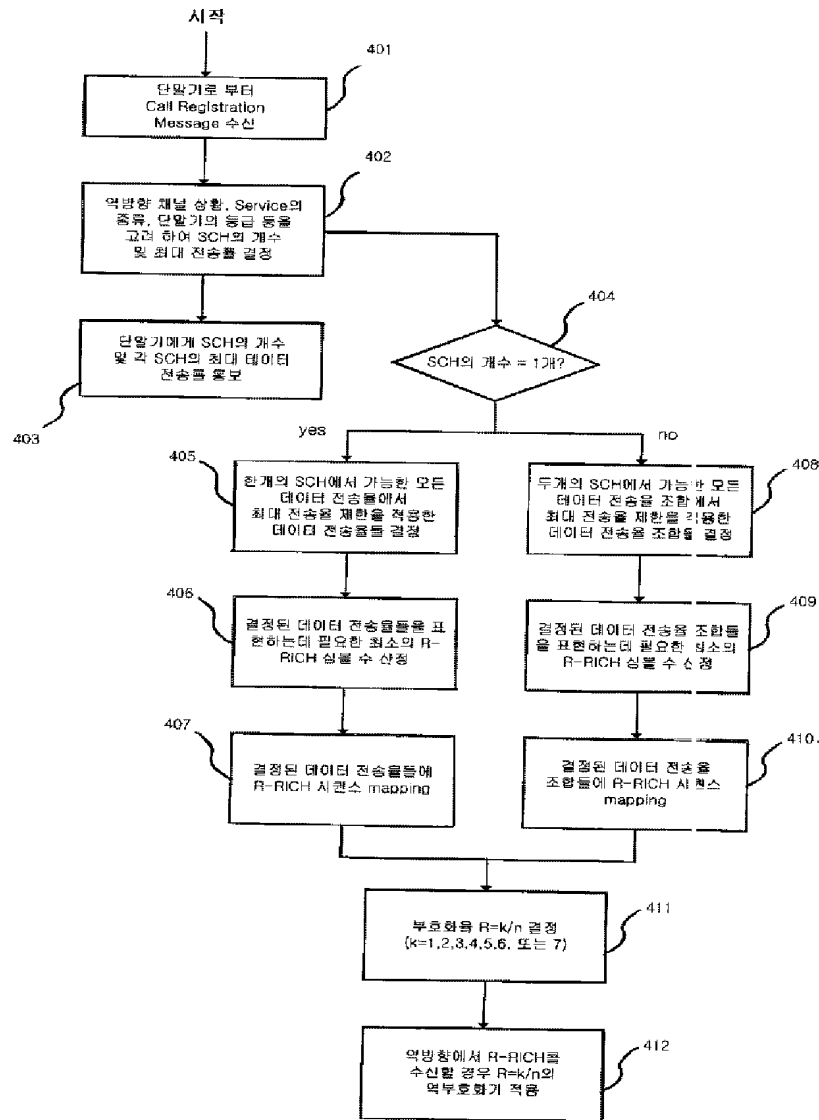 시작
401
단말기로 부터
Call Registration
Message 수신
402
역방향 채널 상황, Service의
종류, 단말기의 등급 등을
고려 하여 SCH의 개수
및 최대 전송률 결정
404
단말기에게 SCH의 개수
및 각 SCH의 최대 데이터
전송률 통보
403
SCH의 개수 = 1개?
yes
no
405
한개의 SCH에서 가능한 모든
데이터 전송율에서
최대 전송율 제한을 적용한
데이터 전송율들 결정
408
두개의 SCH에서 가능한 모든
데이터 전송율 조합에서
최대 전송율 제한을 적용한
데이터 전송율 조합들 결정
406
결정된 데이터 전송율들을 표
현하는데 필요한 최소의 R-
RICH 심볼 수 산정
409
결정된 데이터 전송율 조합들
을 표현하는데 필요한 최소의
R-RICH 심볼 수 산정
407
결정된 데이터 전송율들에
R-RICH 시퀀스 mapping
410
결정된 데이터 전송율
조합들에 R-RICH 시퀀스
mapping
411
부호화율 R=k/n 결정
(k=1,2,3,4,5,6, 또는 7)
412
역방향에서 R-RICH를
수신할 경우 R=k/n의
역부호화기 적용